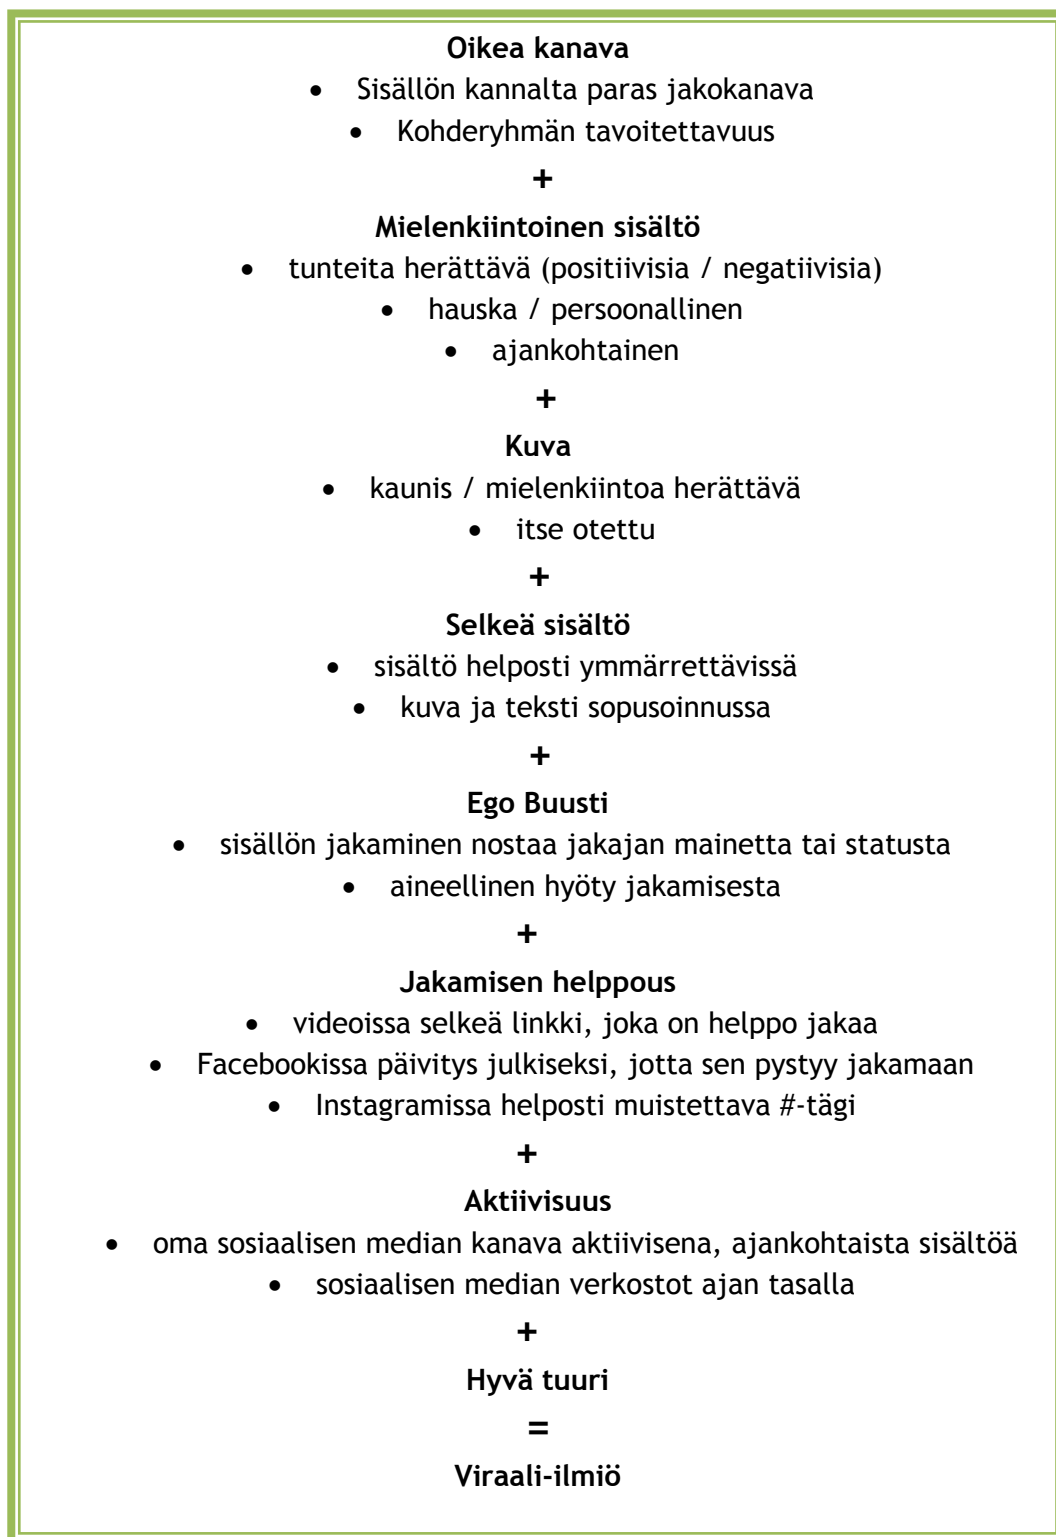 Oikea kanava
• Sisällön kannalta paras jakokanava
• Kohderyhmän tavoitettavuus
+
Mielenkiintoinen sisältö
• tunteita herättävä (positiivisia / negatiivisia)
• hauska / persoonallinen
• ajankohtainen
+
Kuva
• kaunis / mielenkiintoa herättävä
• itse otettu
+
Selkeä sisältö
• sisältö helposti ymmärrettävissä
• kuva ja teksti sopusoinnussa
+
Ego Buusti
• sisällön jakaminen nostaa jakajan mainetta tai statusta
• aineellinen hyöty jakamisesta
+
Jakamisen helppous
• videoissa selkeä linkki, joka on helppo jakaa
• Facebookissa päivitys julkiseksi, jotta sen pystyy jakamaan
• Instagramissa helposti muistettava #-tägi
+
Aktiivisuus
• oma sosiaalisen median kanava aktiivisena, ajankohtaista sisältöä
• sosiaalisen median verkostot ajan tasalla
+
Hyvä tuuri
=
Viraali-ilmiö